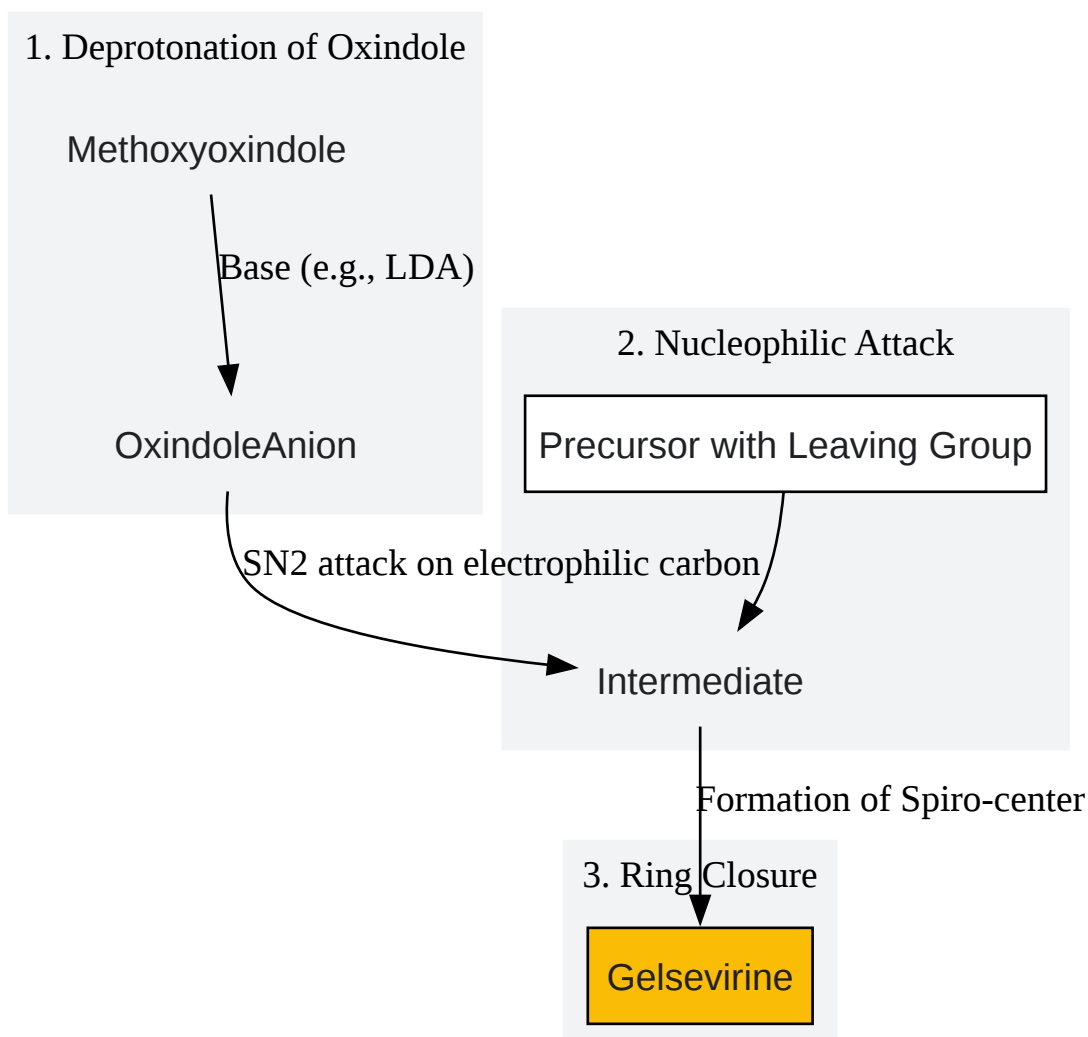 1. Deprotonation of Oxindole
Methoxyoxindole
Base (e.g., LDA)
2. Nucleophilic Attack
OxindoleAnion
Precursor with Leaving Group
SN2 attack on electrophilic carbon
Intermediate
Formation of Spiro-center
3. Ring Closure
Gelsevirine